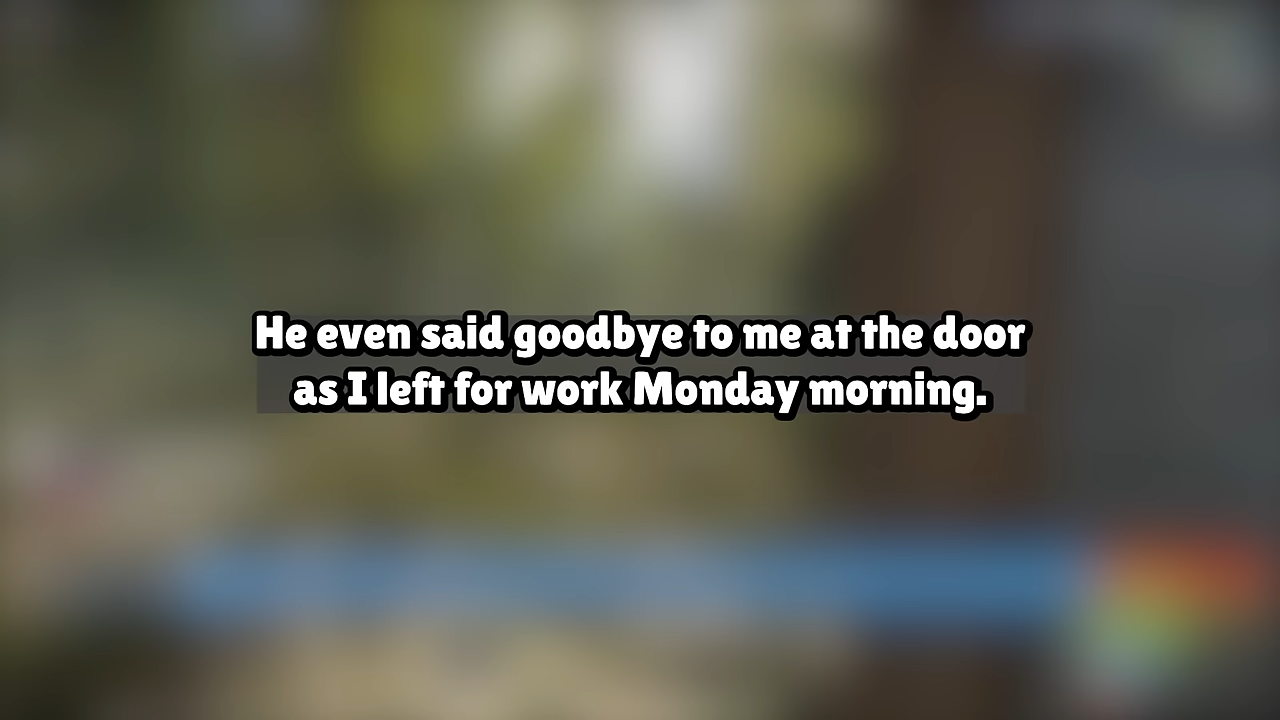 He even said goodbye to me at the door
as I left for work Monday morning.